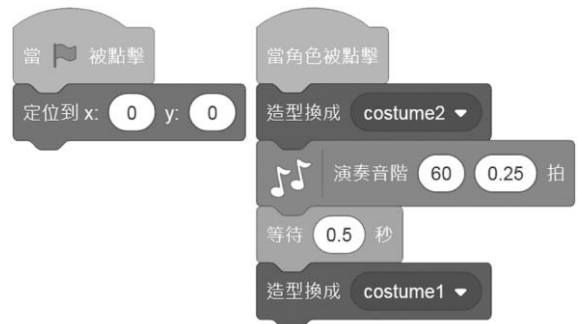 當 被點擊
定位到 x: 0 y: 0
當角色被點擊
造型換成 costume2
演奏音階 60 0.25 拍
等待 0.5 秒
造型換成 costume1